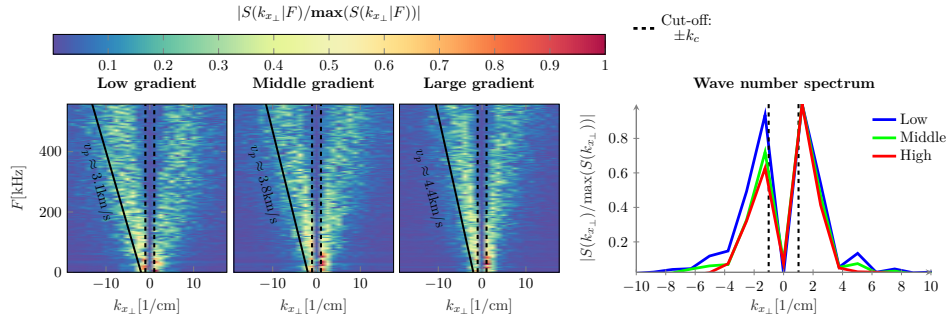 |S(k_{x⊥}|F)/max(S(k_{x⊥}|F))|
0.1 0.2 0.3 0.4 0.5 0.6 0.7 0.8 0.9 1
Cut-off:
±k_c
Low gradient
Middle gradient
Large gradient
Wave number spectrum
F[kHz]
400
200
0
v_p ≈ 3.1km/s
v_p ≈ 3.8km/s
v_p ≈ 4.4km/s
−10 0 10
−10 0 10
−10 0 10
k_{x⊥}[1/cm]
k_{x⊥}[1/cm]
k_{x⊥}[1/cm]
|S(k_{x⊥})/max(S(k_{x⊥}))|
0.8
0.6
0.4
0.2
Low
Middle
High
−10 −8 −6 −4 −2 0 2 4 6 8 10
k_{x⊥}[1/cm]